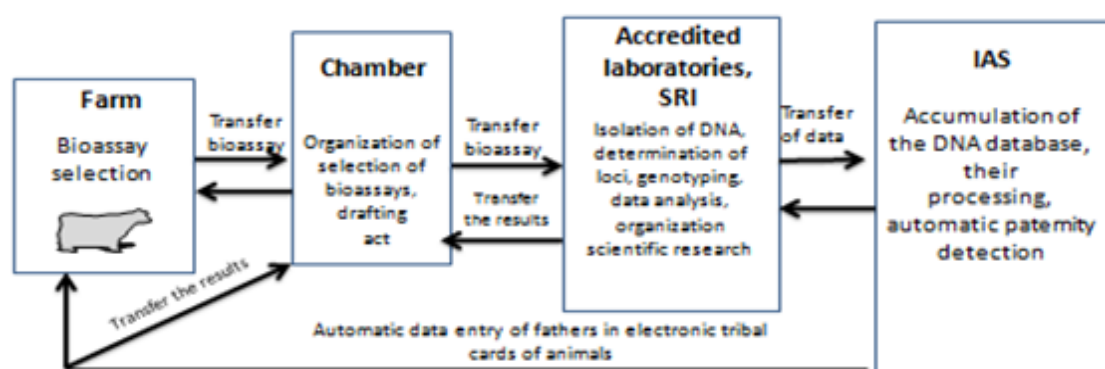 Farm
Bioassay
selection
Transfer
bioassay
Chamber
Organization of
selection of
bioassays,
drafting
act
Transfer
bioassay
Transfer
the results
Accredited
laboratories,
SRI
Isolation of DNA,
determination of
loci, genotyping,
data analysis,
organization
scientific research
Transfer
of data
IAS
Accumulation of
the DNA database,
their
processing,
automatic patemity
detection
Transfer the results
Automatic data entry of fathers in electronic tribal
cards of animals